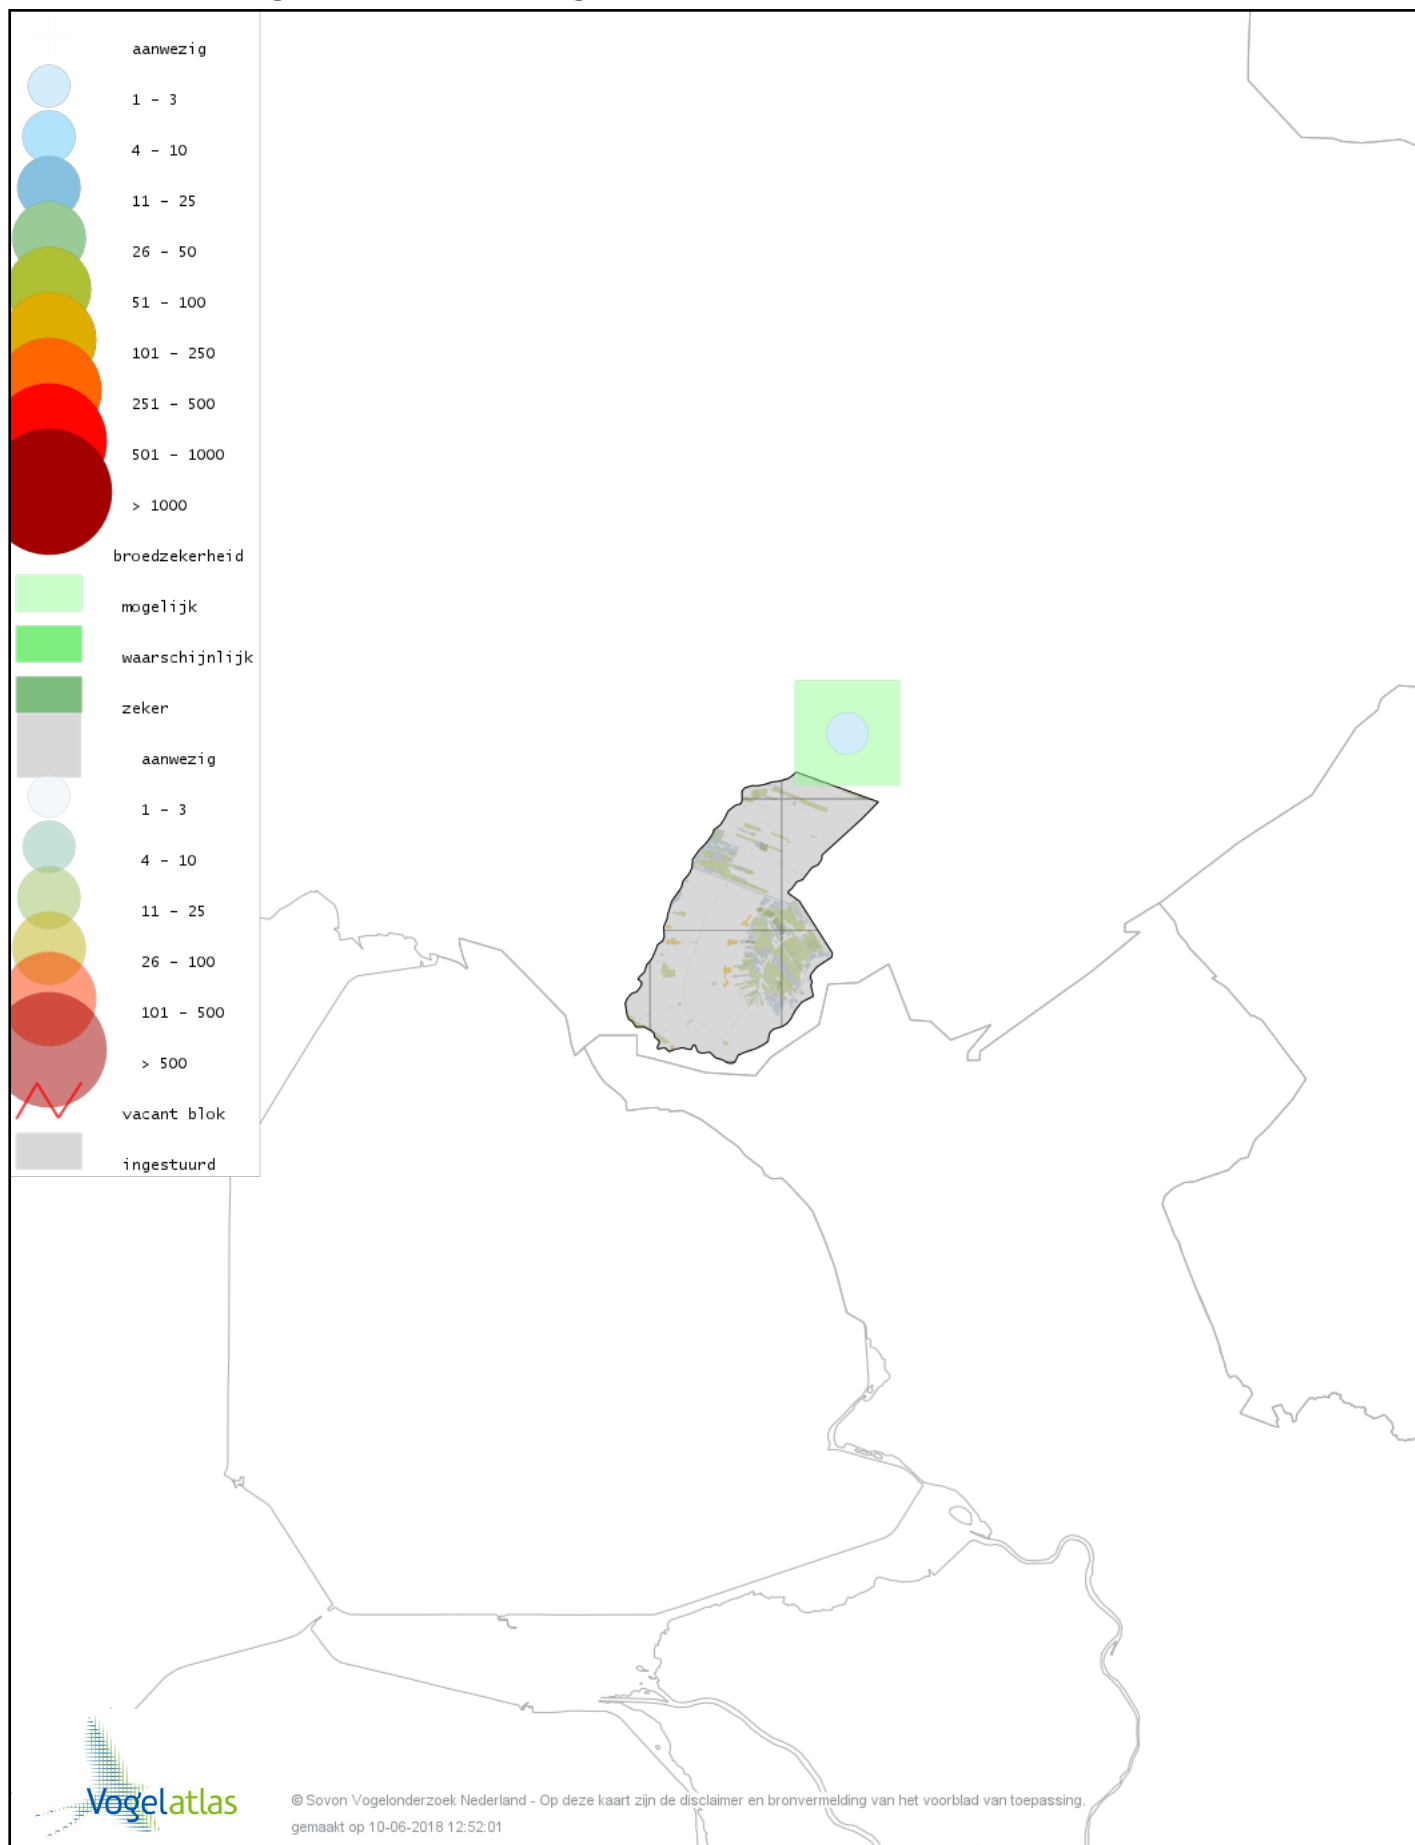 aanwezig
1 - 3
4 - 10
11 - 25
26 - 50
51 - 100
101 - 250
251 - 500
501 - 1000
> 1000
broedzekerheid
mogelijk
waarschijnlijk
zeker
aanwezig
1 - 3
4 - 10
11 - 25
26 - 100
101 - 500
> 500
vacant blok
ingestuurd
Vogelatlas
© Sovon Vogelonderzoek Nederland - Op deze kaart zijn de disclaimer en bronvermelding van het voorblad van toepassing.
gemaakt op 10-06-2018 12:52:01